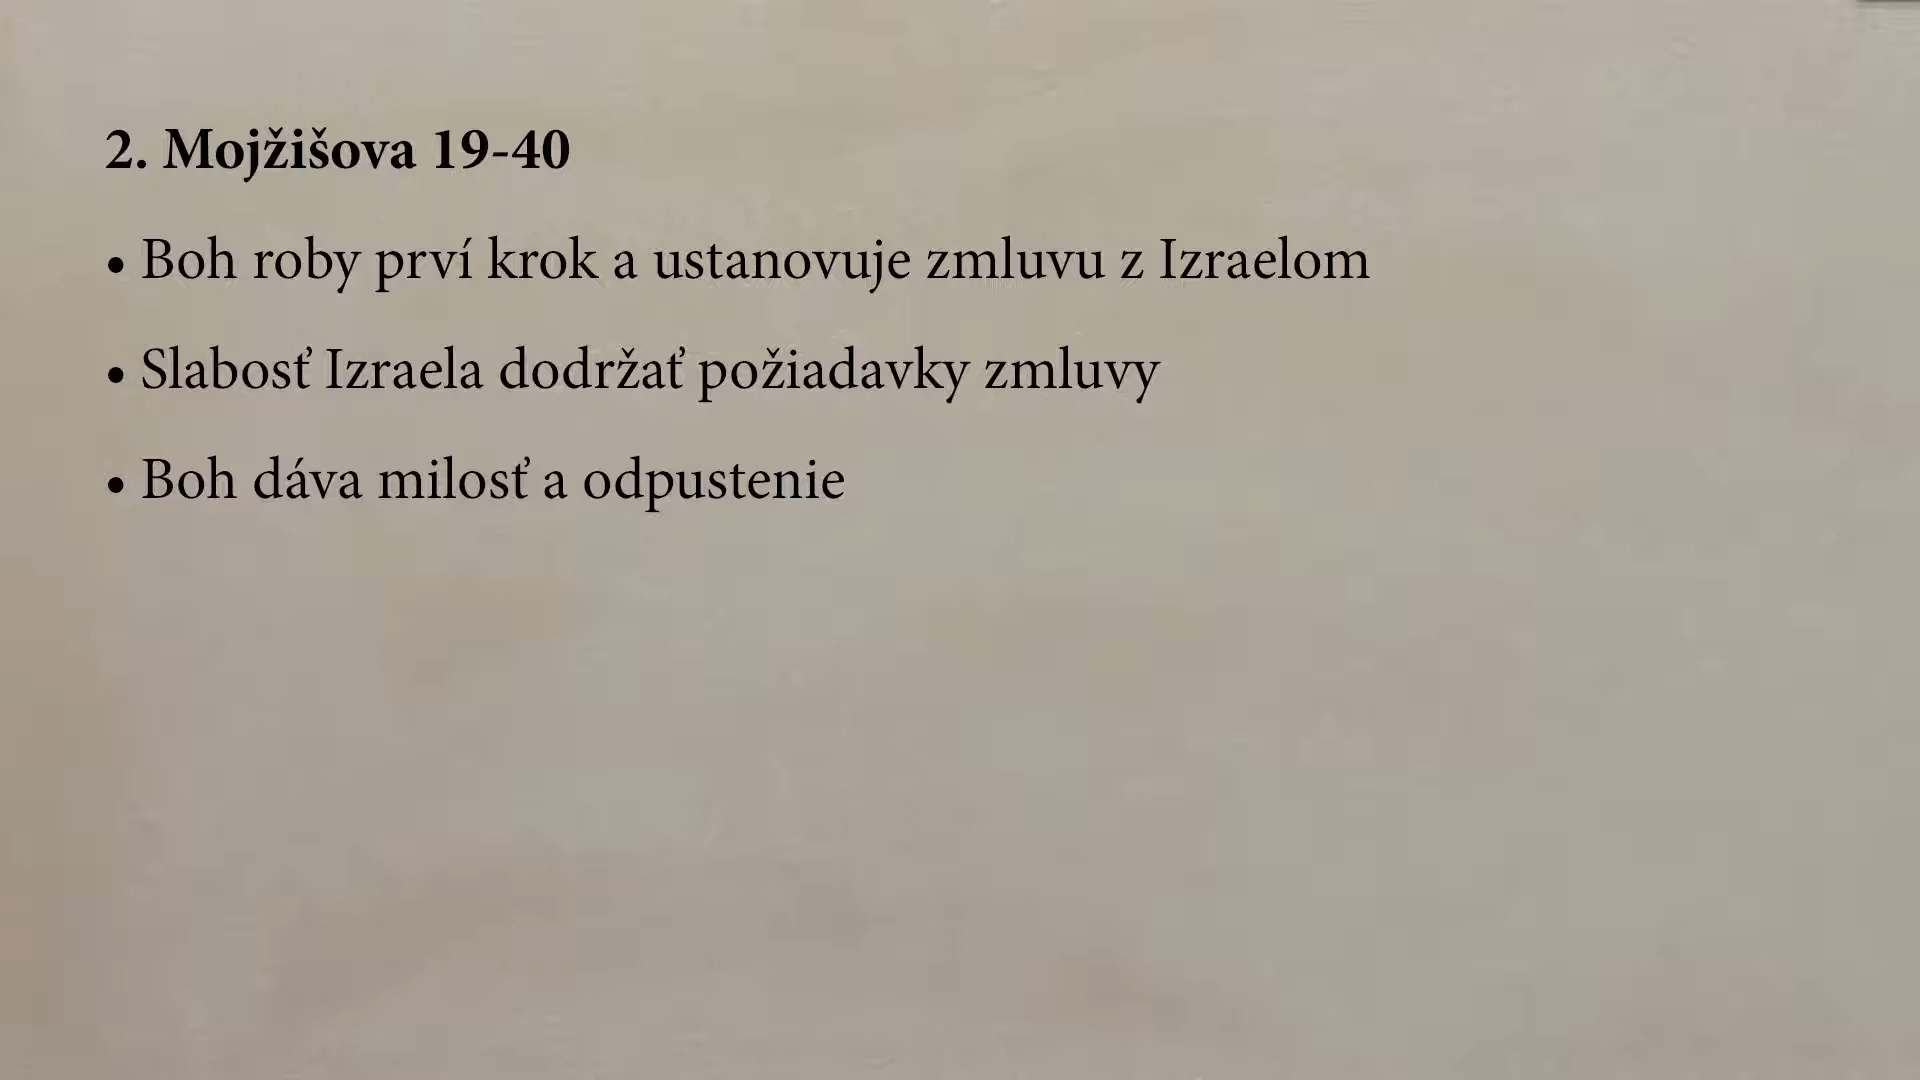 2. Mojžišova 19-40
• Boh roby prví krok a ustanovuje zmluvu z Izraelom
• Slabosť Izraela dodržať požiadavky zmluvy
• Boh dáva milosť a odpustenie